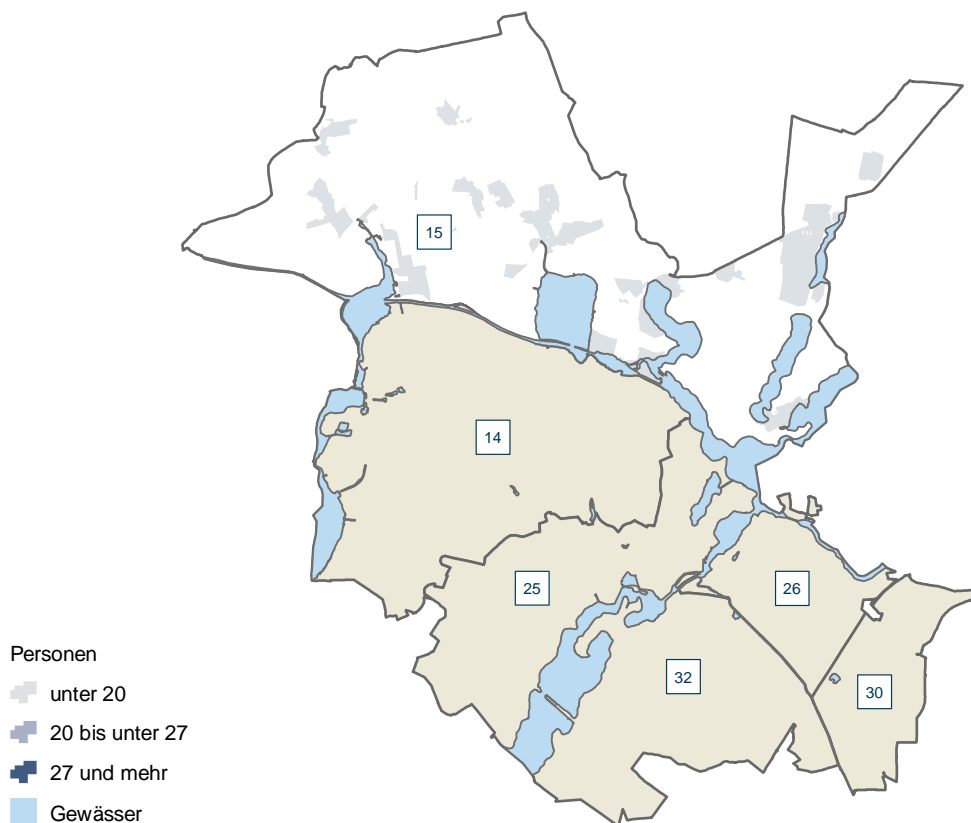 15
14
25
26
32
30
Personen
unter 20
20 bis unter 27
27 und mehr
Gewässer